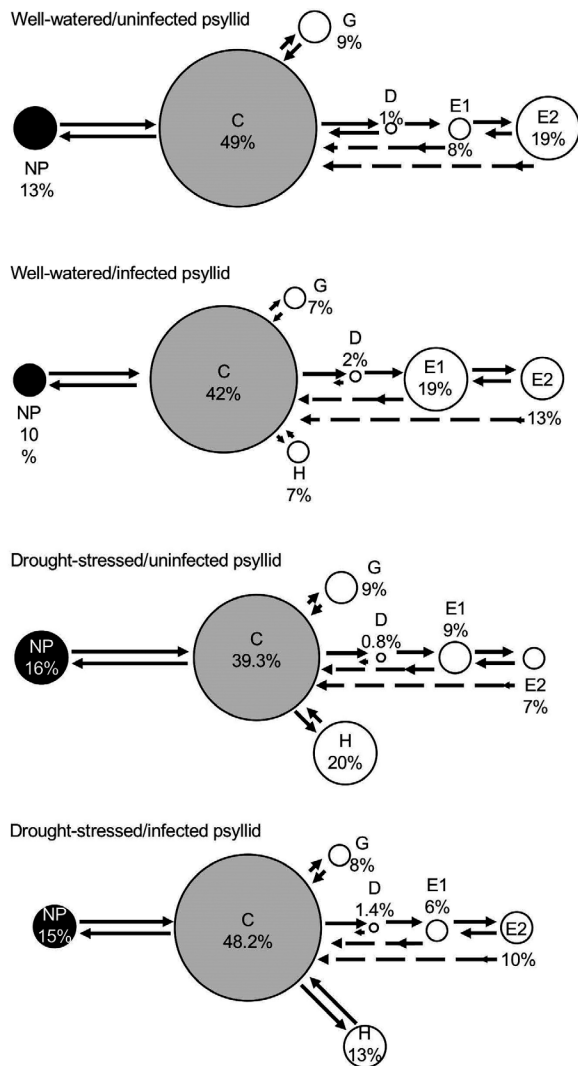 Well-watered/uninfected psyllid
G
9%
C
49%
D
1%
E1
8%
E2
19%
NP
13%
Well-watered/infected psyllid
G
7%
C
42%
D
2%
E1
19%
E2
13%
NP
10
%
H
7%
Drought-stressed/uninfected psyllid
G
9%
C
39.3%
D
0.8%
E1
9%
E2
7%
NP
16%
H
20%
Drought-stressed/infected psyllid
G
8%
C
48.2%
D
1.4%
E1
6%
E2
10%
NP
15%
H
13%